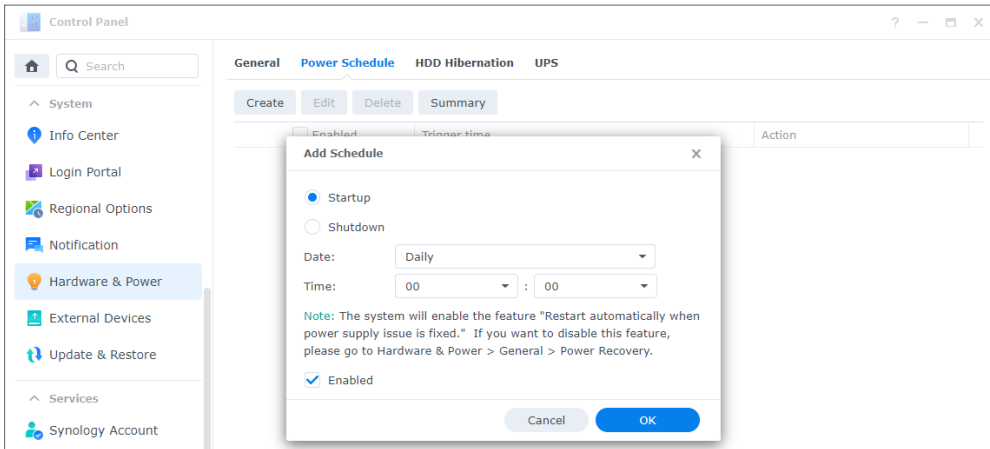 Control Panel
Search
General Power Schedule HDD Hibernation UPS
System
Create Edit Delete Summary
Info Center
Enabled Trigger time Action
Login Portal
Regional Options
Notification
Hardware & Power
External Devices
Update & Restore
Services
Synology Account
Add Schedule
Startup
Shutdown
Date: Daily
Time: 00 : 00
Note: The system will enable the feature "Restart automatically when
power supply issue is fixed." If you want to disable this feature,
please go to Hardware & Power > General > Power Recovery.
Enabled
Cancel OK